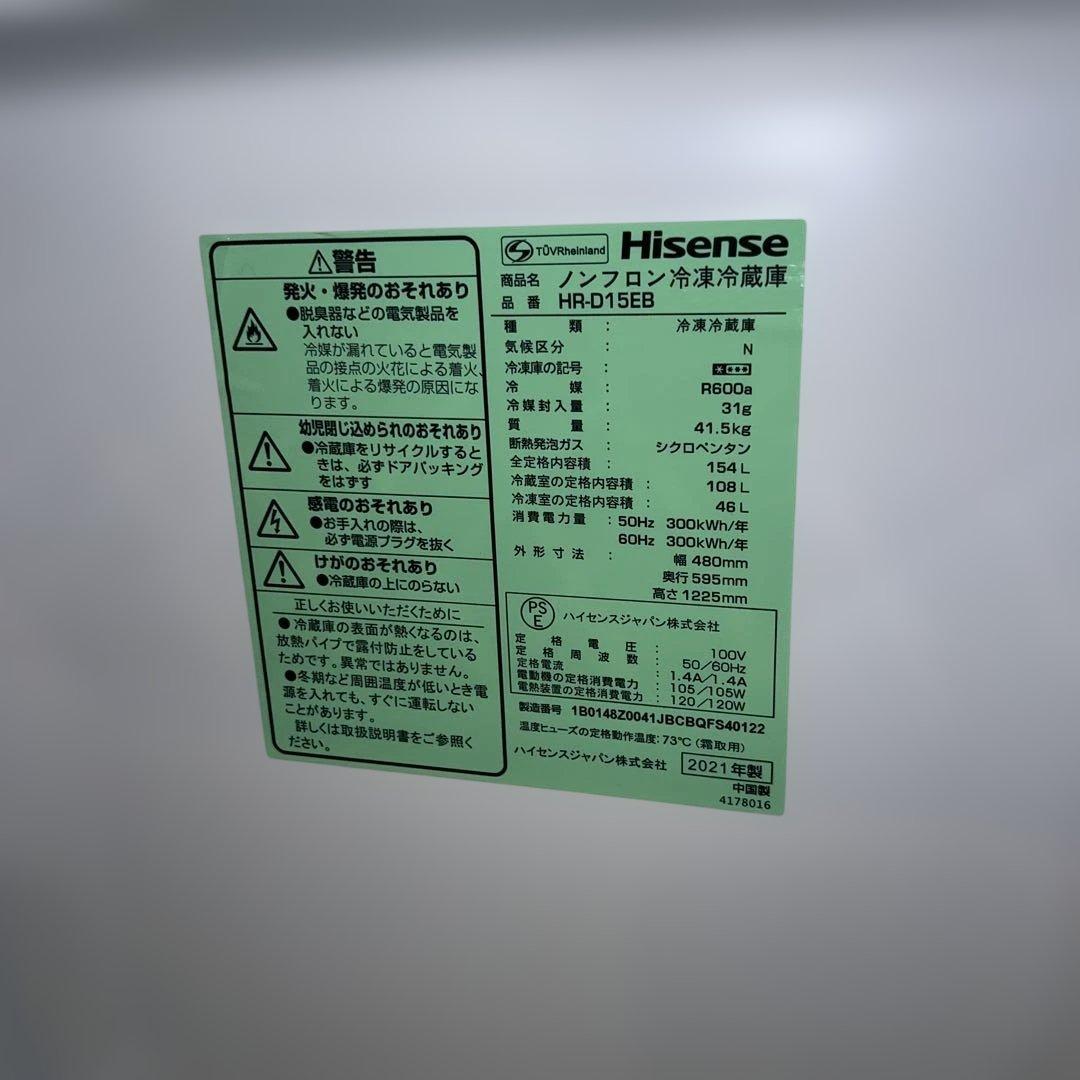 ⚠警告
発火・爆発のおそれあり
●脱臭器などの電気製品を
入れない
冷媒が漏れていると電気製
品の接点の火花による着火、
着火による爆発の原因にな
ります。
幼児閉じ込められのおそれあり
●冷蔵庫をリサイクルすると
きは、必ずドアパッキング
をはずす
感電のおそれあり
●お手入れの際は、
必ず電源プラグを抜く
けがのおそれあり
●冷蔵庫の上にのらない
正しくお使いいただくために
●冷蔵庫の表面が熱くなるのは、
放熱パイプで露付防止をしている
ためです。異常ではありません。
●冬期など周囲温度が低いとき電
源を入れても、すぐに運転しない
ことがあります。
詳しくは取扱説明書をご参照く
ださい。
TÜVRheinland Hisense
商品名 ノンフロン冷凍冷蔵庫
品番 HR-D15EB
種類：冷凍冷蔵庫
気候区分：N
冷凍庫の記号：****
冷媒：R600a
冷媒封入量：31g
質量：41.5kg
断熱発泡ガス：シクロペンタン
全定格内容積：154L
冷蔵室の定格内容積：108L
冷凍室の定格内容積：46L
消費電力量：50Hz 300kWh/年
60Hz 300kWh/年
外形寸法：幅 480mm
奥行 595mm
高さ 1225mm
PSE ハイセンスジャパン株式会社
定格電圧：100V
定格周波数：50/60Hz
定格電流：1.4A/1.4A
電動機の定格消費電力：105/105W
電熱装置の定格消費電力：120/120W
製造番号 1B0148Z0041JBCBQFS40122
温度ヒューズの定格動作温度：73℃（霜取用）
ハイセンスジャパン株式会社 2021年製
中国製
4178016